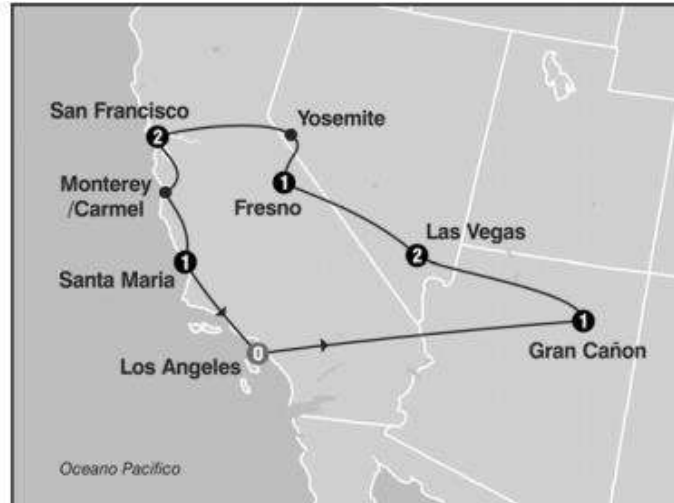 San Francisco
2
Yosemite
Monterey
/Carmel
1
Fresno
Las Vegas
2
1
Santa Maria
1
Gran Cañon
Los Angeles
0
Oceano Pacífico